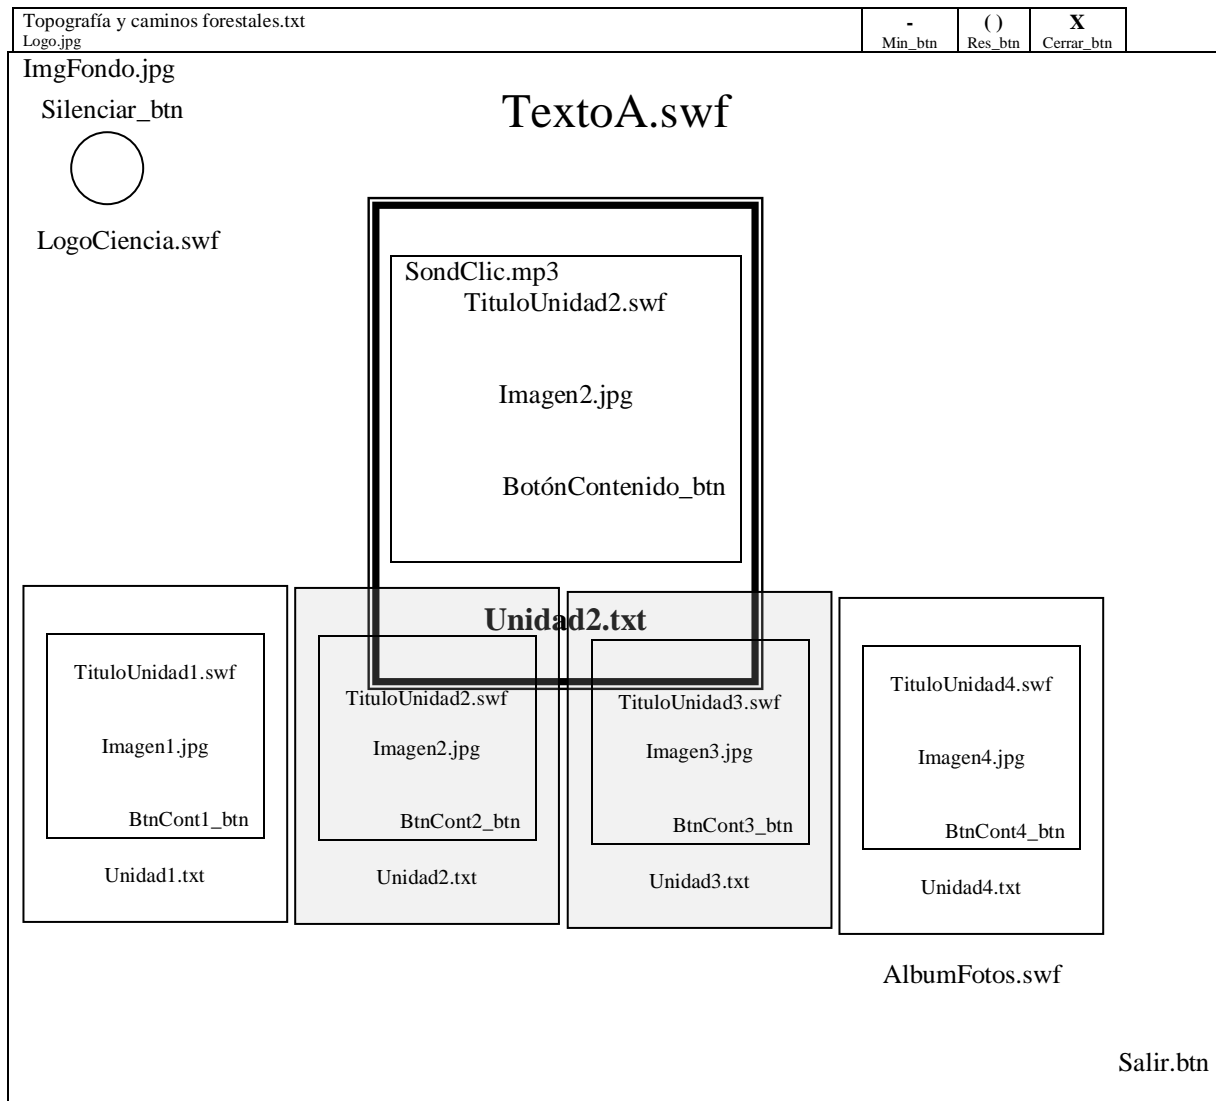 Topografía y caminos forestales.txt
Logo.jpg
-
Min_btn
( )
Res_btn
X
Cerrar_btn
ImgFondo.jpg
Silenciar_btn
TextoA.swf
LogoCiencia.swf
SondClic.mp3
TituloUnidad2.swf
Imagen2.jpg
BotónContenido_btn
Unidad2.txt
TituloUnidad1.swf
Imagen1.jpg
BtnCont1_btn
Unidad1.txt
TituloUnidad2.swf
Imagen2.jpg
BtnCont2_btn
Unidad2.txt
TituloUnidad3.swf
Imagen3.jpg
BtnCont3_btn
Unidad3.txt
TituloUnidad4.swf
Imagen4.jpg
BtnCont4_btn
Unidad4.txt
AlbumFotos.swf
Salir.btn